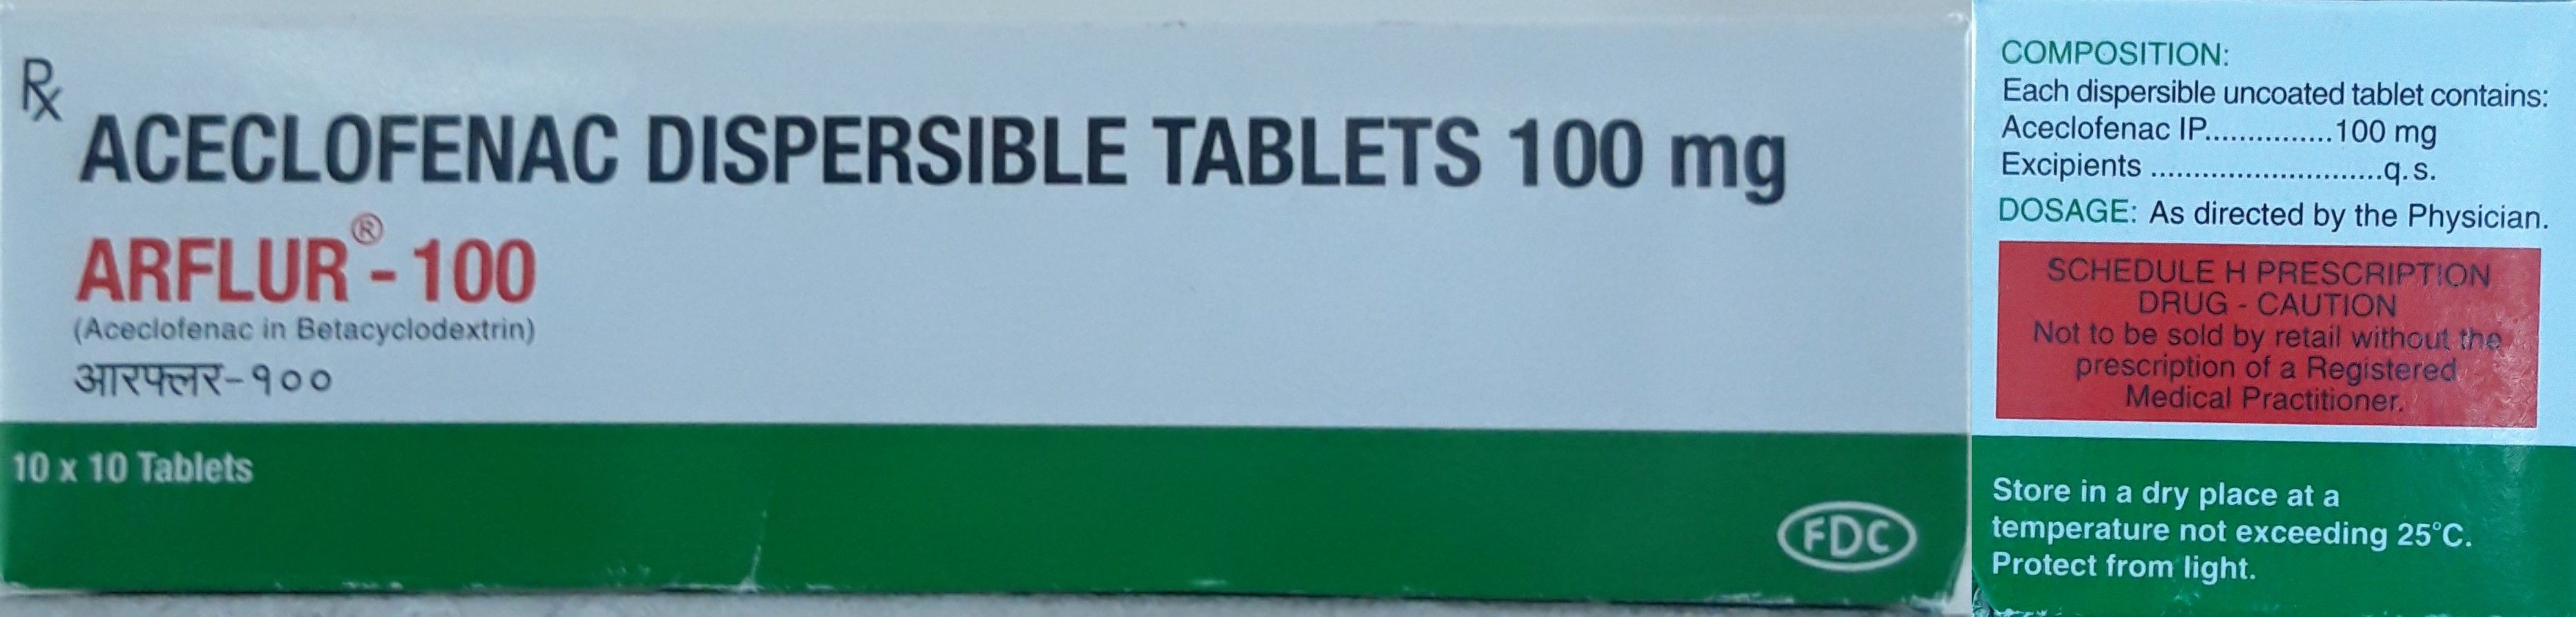 Rx
ACECLOFENAC DISPERSIBLE TABLETS 100 mg
ARFLUR®-100
(Aceclofenac in Betacyclodextrin)
आरफ्लर-१००
10 x 10 Tablets
FDC
COMPOSITION:
Each dispersible uncoated tablet contains:
Aceclofenac IP...............100 mg
Excipients ...........................q.s.
DOSAGE: As directed by the Physician.
SCHEDULE H PRESCRIPTION
DRUG - CAUTION
Not to be sold by retail without the
prescription of a Registered
Medical Practitioner.
Store in a dry place at a
temperature not exceeding 25°C.
Protect from light.